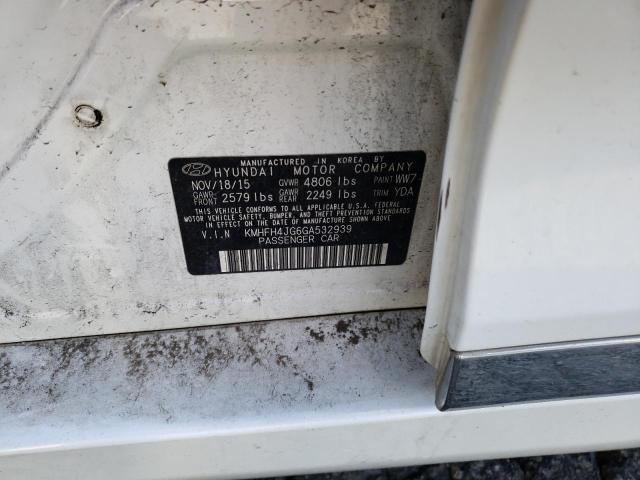 MANUFACTURED IN KOREA BY
HYUNDAI MOTOR COMPANY
NOV/18/15 GVWR 4806 lbs PAINT WW7
GAWR FRONT 2579 lbs GAWR REAR 2249 lbs TRIM YDA
THIS VEHICLE CONFORMS TO ALL APPLICABLE U.S.A. FEDERAL
MOTOR VEHICLE SAFETY, BUMPER, AND THEFT PREVENTION STANDARDS
IN EFFECT ON THE DATE OF MANUFACTURE SHOWN ABOVE.
V.I.N KMHFH4JG6GA532939
PASSENGER CAR